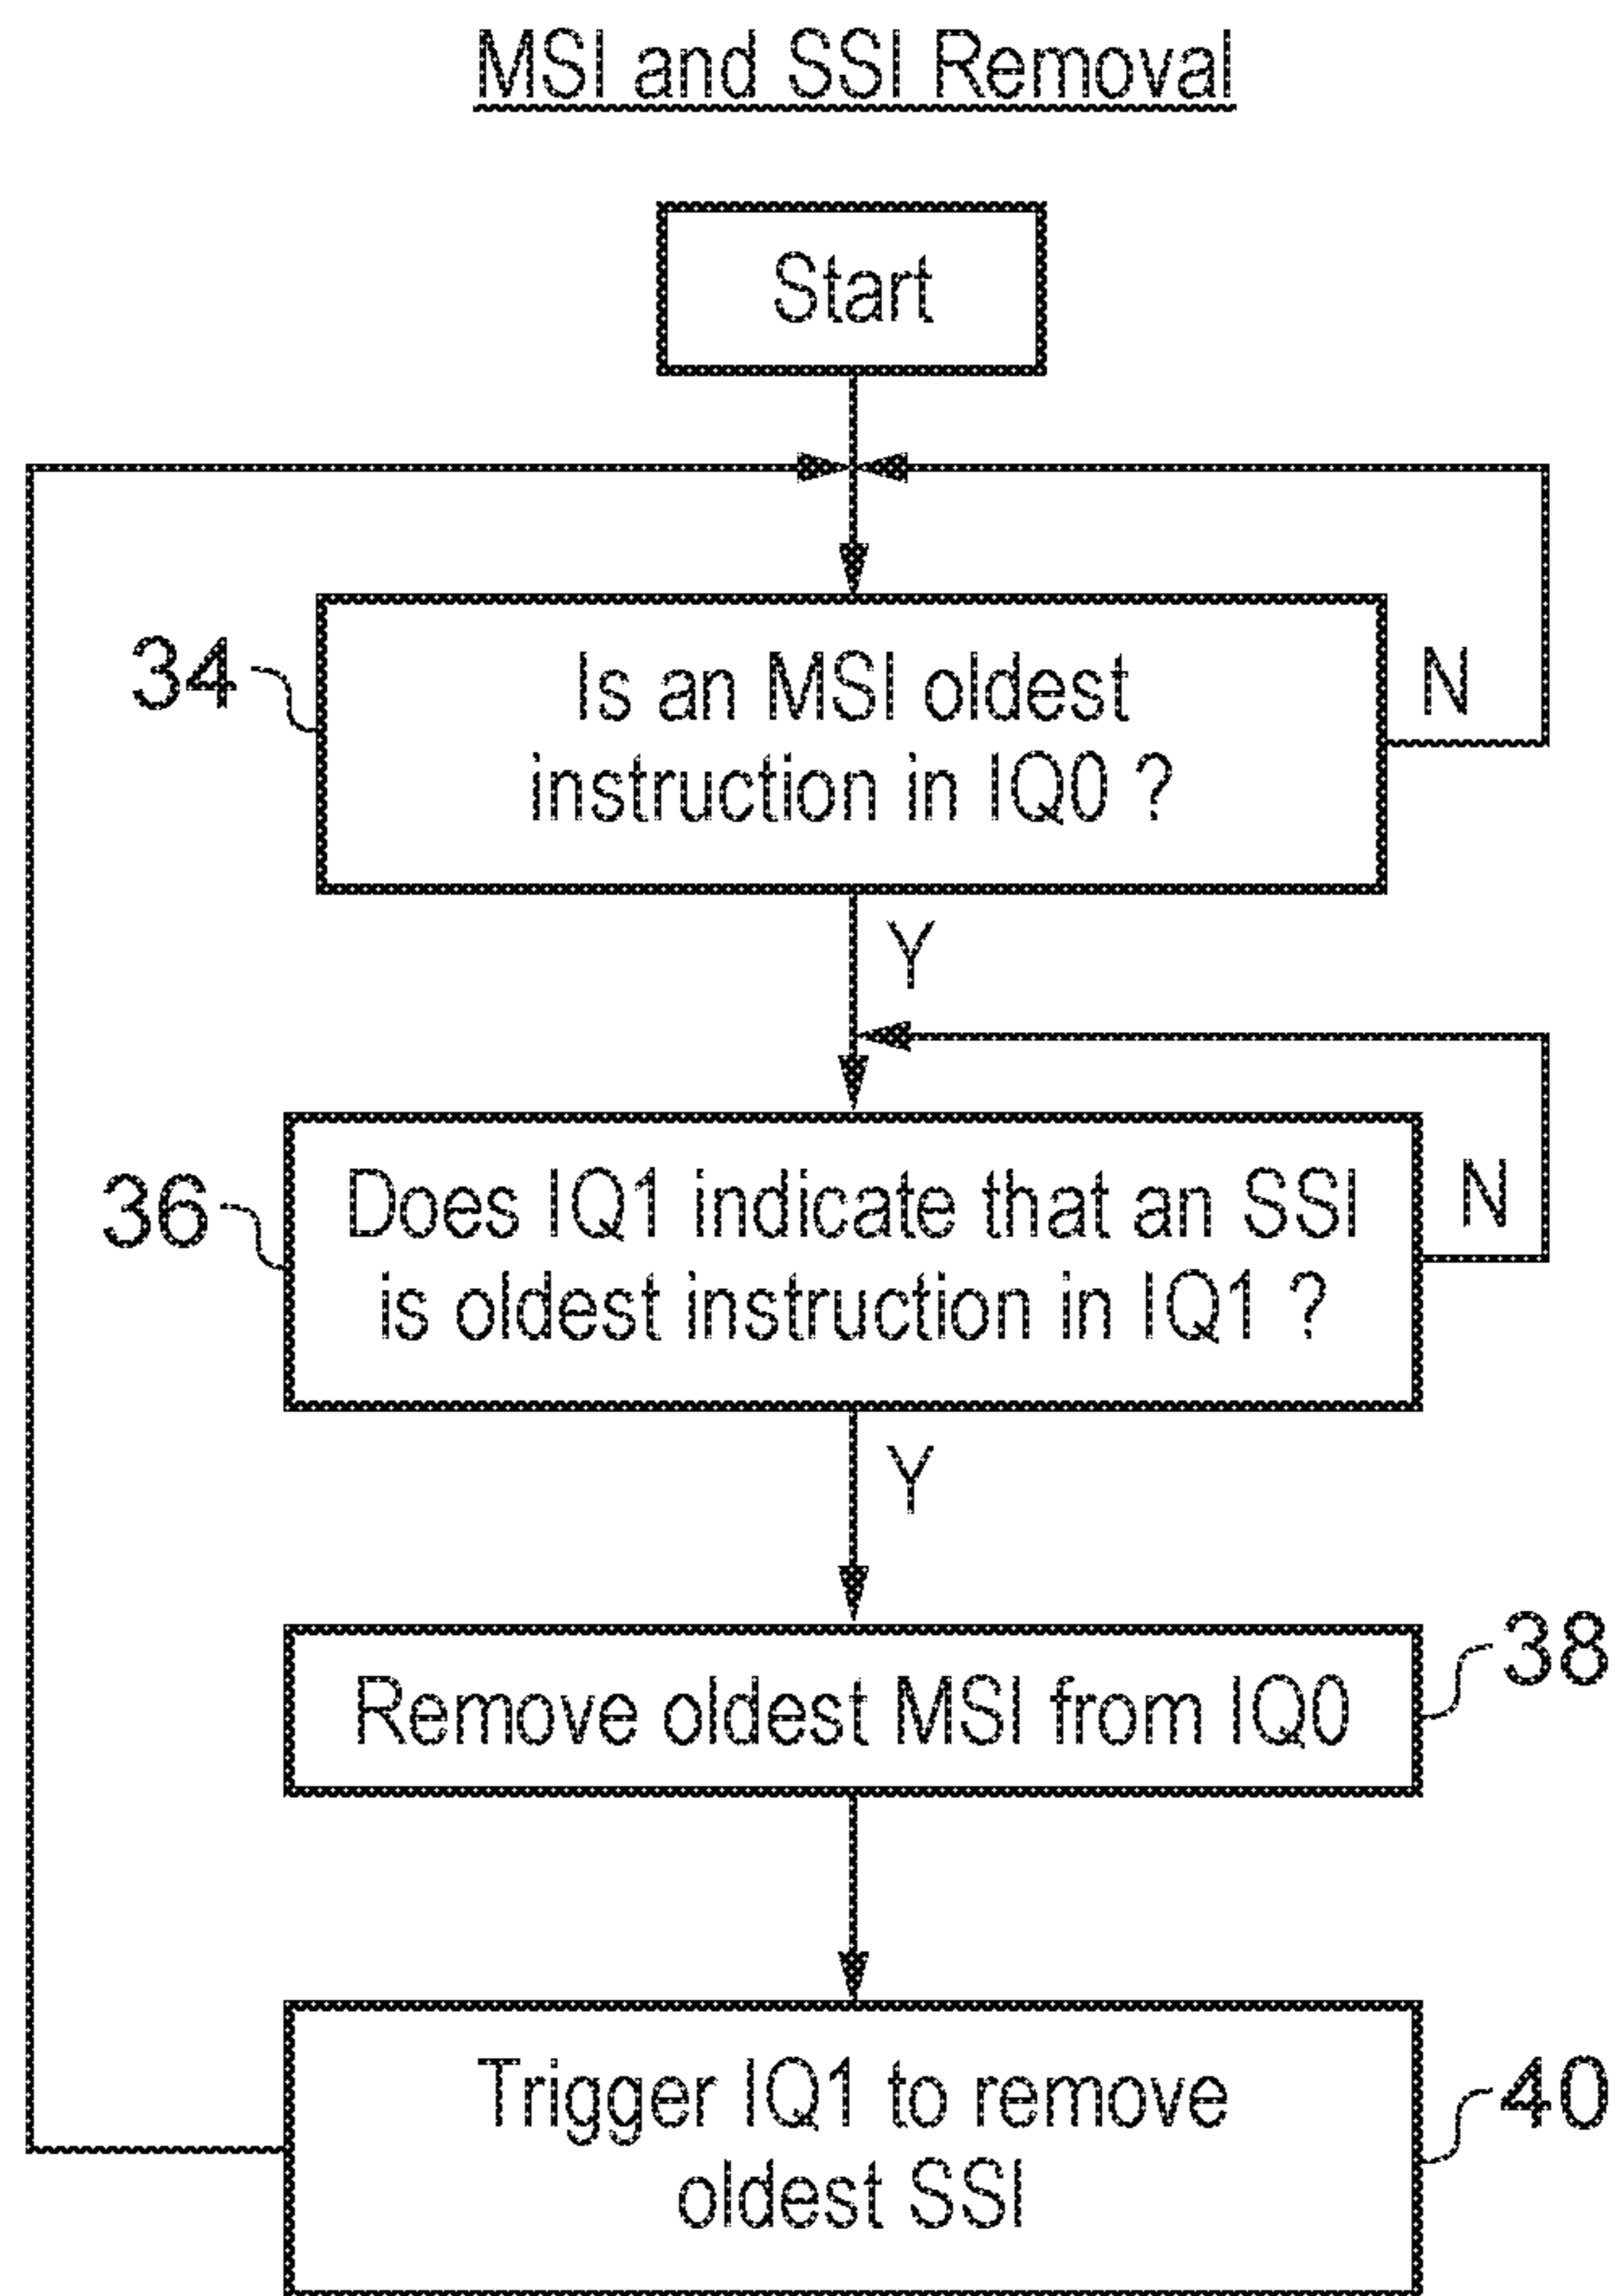 MSI and SSI Removal
Start
34
Is an MSI oldest
instruction in IQ0 ?
N
Y
36
Does IQ1 indicate that an SSI
is oldest instruction in IQ1 ?
N
Y
Remove oldest MSI from IQ0
38
Trigger IQ1 to remove
oldest SSI
40